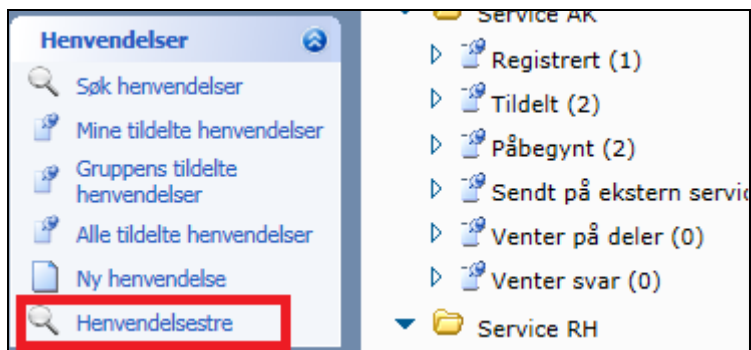 Henvendelser
Søk henvendelser
Mine tildelte henvendelser
Gruppens tildelte
henvendelser
Alle tildelte henvendelser
Ny henvendelse
Henvendelsestre
Service AK
Registrert (1)
Tildelt (2)
Påbegynt (2)
Sendt på ekstern
Venter på deler (0)
Venter svar (0)
Service RH